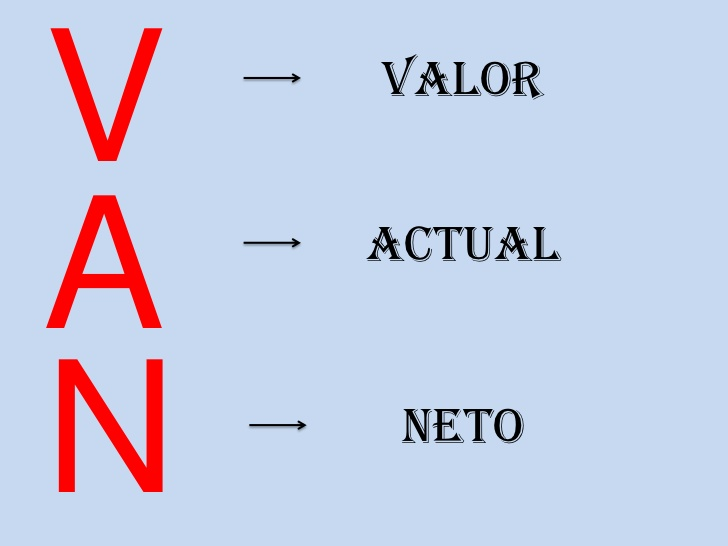 V → VALOR
A → ACTUAL
N → NETO